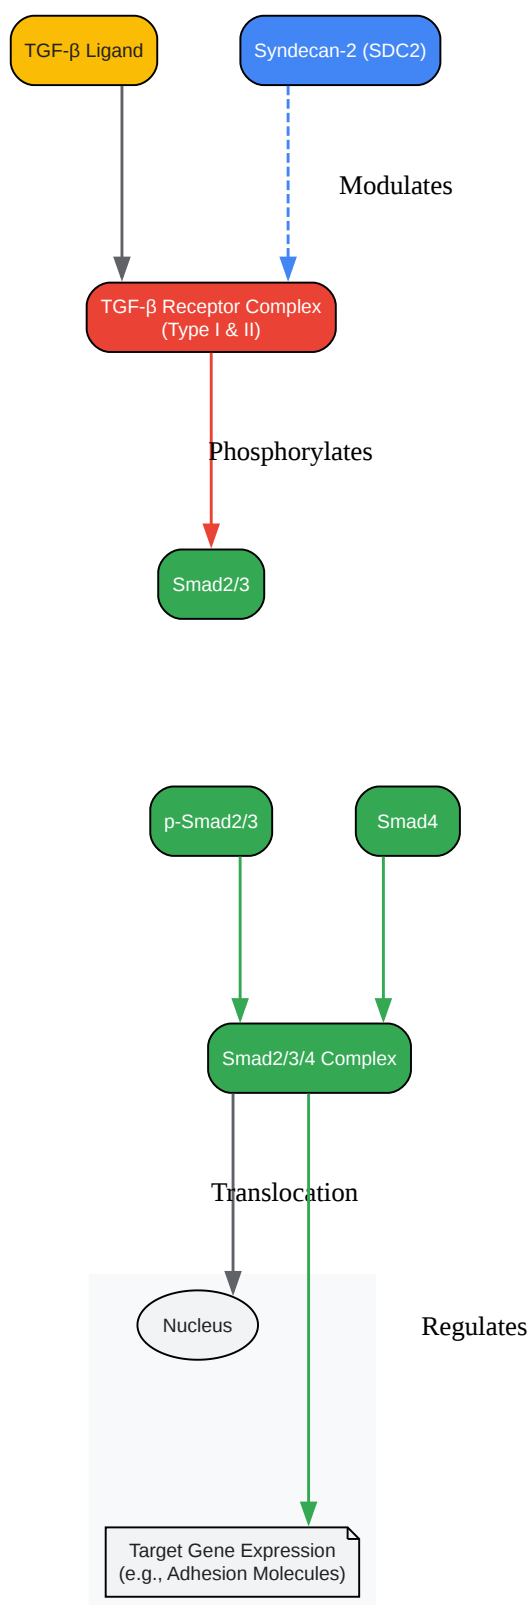 TGF-β Ligand
Syndecan-2 (SDC2)
Modulates
TGF-β Receptor Complex
(Type I & II)
Phosphorylates
Smad2/3
p-Smad2/3
Smad4
Smad2/3/4 Complex
Translocation
Nucleus
Regulates
Target Gene Expression
(e.g., Adhesion Molecules)